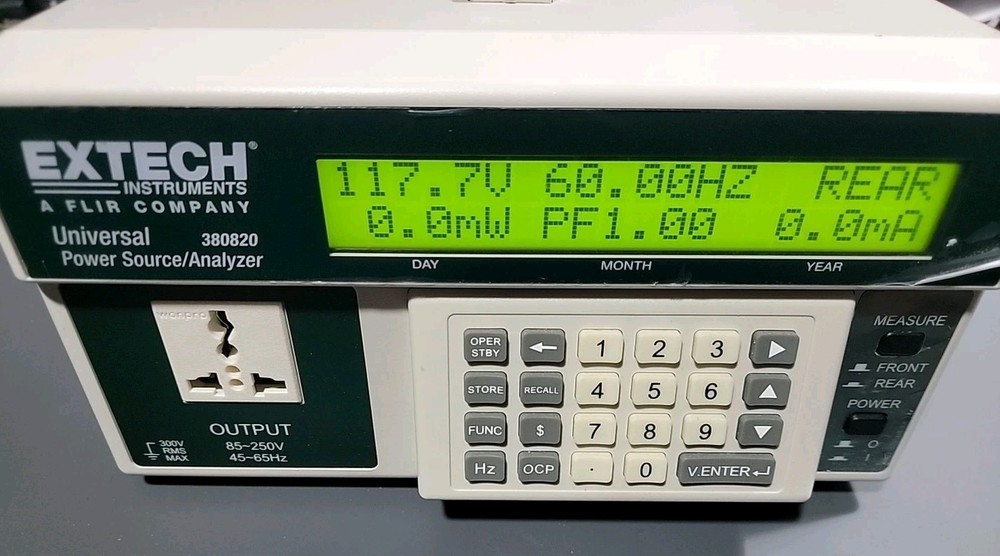 EXTECH®
INSTRUMENTS
A FLIR COMPANY
Universal 380820
Power Source/Analyzer
117.7V 60.00HZ REAR
0.0mW PF1.00 0.0mA
DAY MONTH YEAR
wonpro
OUTPUT
85~250V
45~65Hz
300V
RMS
MAX
OPER
STBY
← 1 2 3 ▶
STORE RECALL 4 5 6 ▲
FUNC $ 7 8 9 ▼
Hz OCP . 0 V.ENTER↵
MEASURE
FRONT
REAR
POWER
O
I